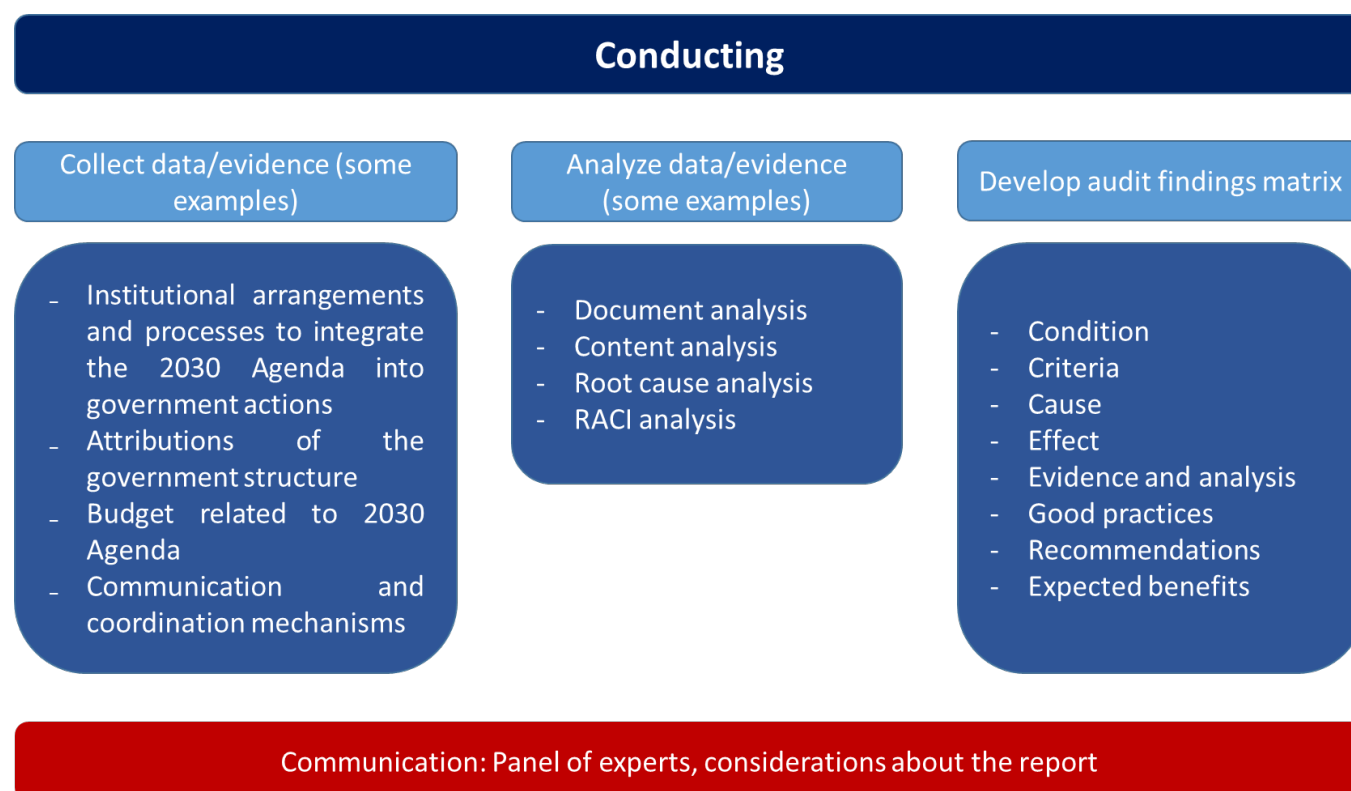 Conducting
Collect data/evidence (some
examples)
- Institutional arrangements
and processes to integrate
the 2030 Agenda into
government actions
- Attributions of the
government structure
- Budget related to 2030
Agenda
- Communication and
coordination mechanisms
Analyze data/evidence
(some examples)
- Document analysis
- Content analysis
- Root cause analysis
- RACI analysis
Develop audit findings matrix
- Condition
- Criteria
- Cause
- Effect
- Evidence and analysis
- Good practices
- Recommendations
- Expected benefits
Communication: Panel of experts, considerations about the report